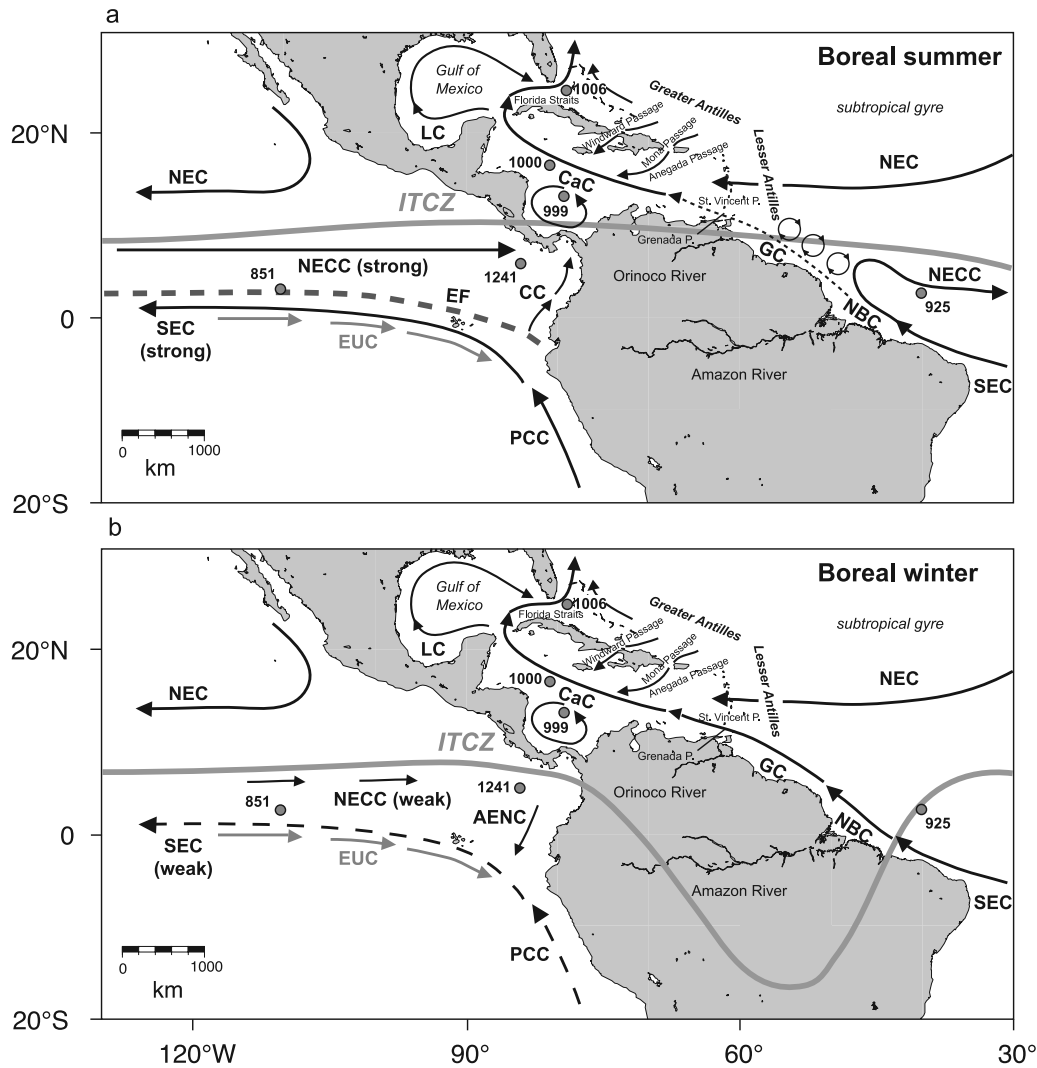 a
Boreal summer
Gulf of
Mexico
1006
Florida Straits
Greater Antilles
subtropical gyre
20°N
LC
Windward Passage
Mona Passage
Lesser Antilles
NEC
1000
Anegada Passage
NEC
CaC
ITCZ
999
St. Vincent P.
Grenada P.
GC
NECC (strong)
1241
Orinoco River
NECC
851
EF
CC
NBC
925
0
SEC
(strong)
EUC
Amazon River
SEC
PCC
0
1000
km
20°S
b
Boreal winter
Gulf of
Mexico
1006
Florida Straits
Greater Antilles
subtropical gyre
20°N
LC
Windward Passage
Mona Passage
Lesser Antilles
NEC
1000
Anegada Passage
NEC
CaC
999
St. Vincent P.
ITCZ
Grenada P.
GC
1241
Orinoco River
NECC (weak)
851
AENC
NBC
925
0
SEC
(weak)
EUC
Amazon River
SEC
PCC
0
1000
km
20°S
120°W
90°
60°
30°